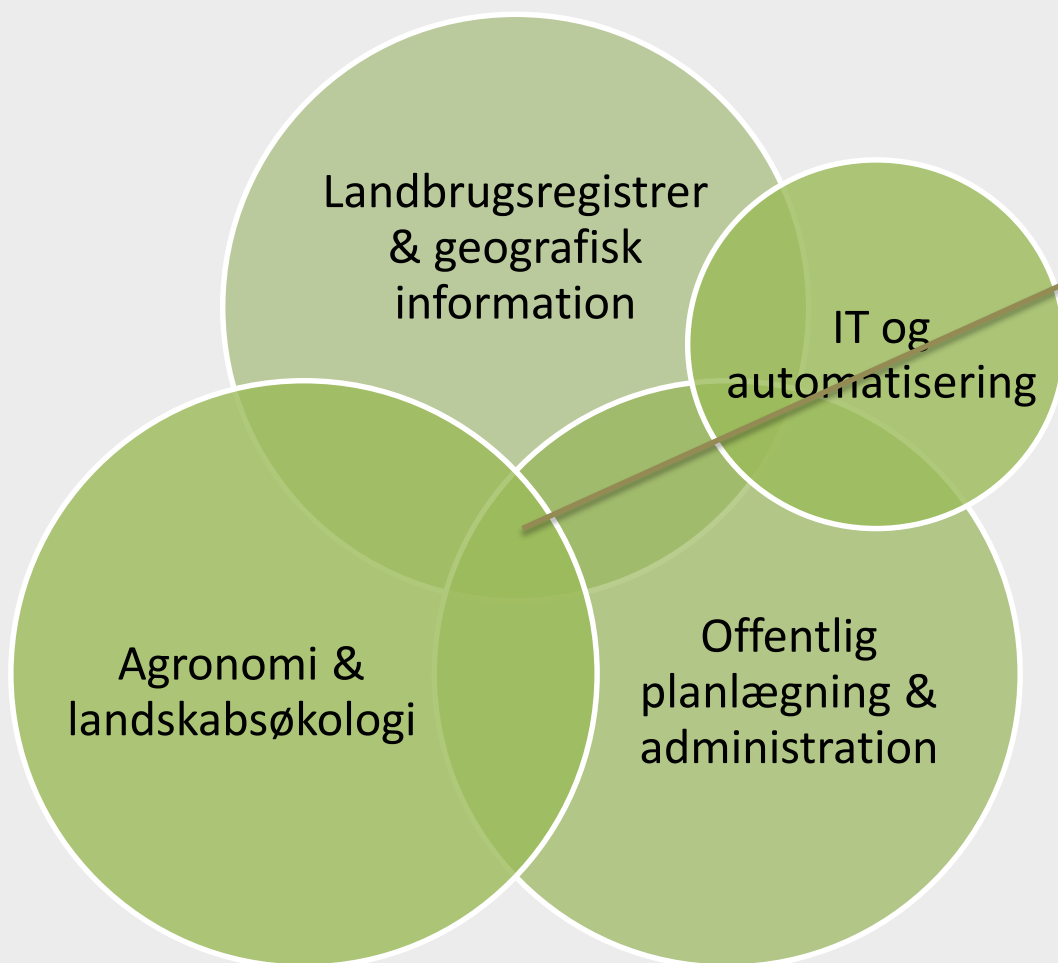 Landbrugsregistrer
& geografisk
information
IT og
automatisering
Agronomi &
landskabsøkologi
Offentlig
planlægning &
administration